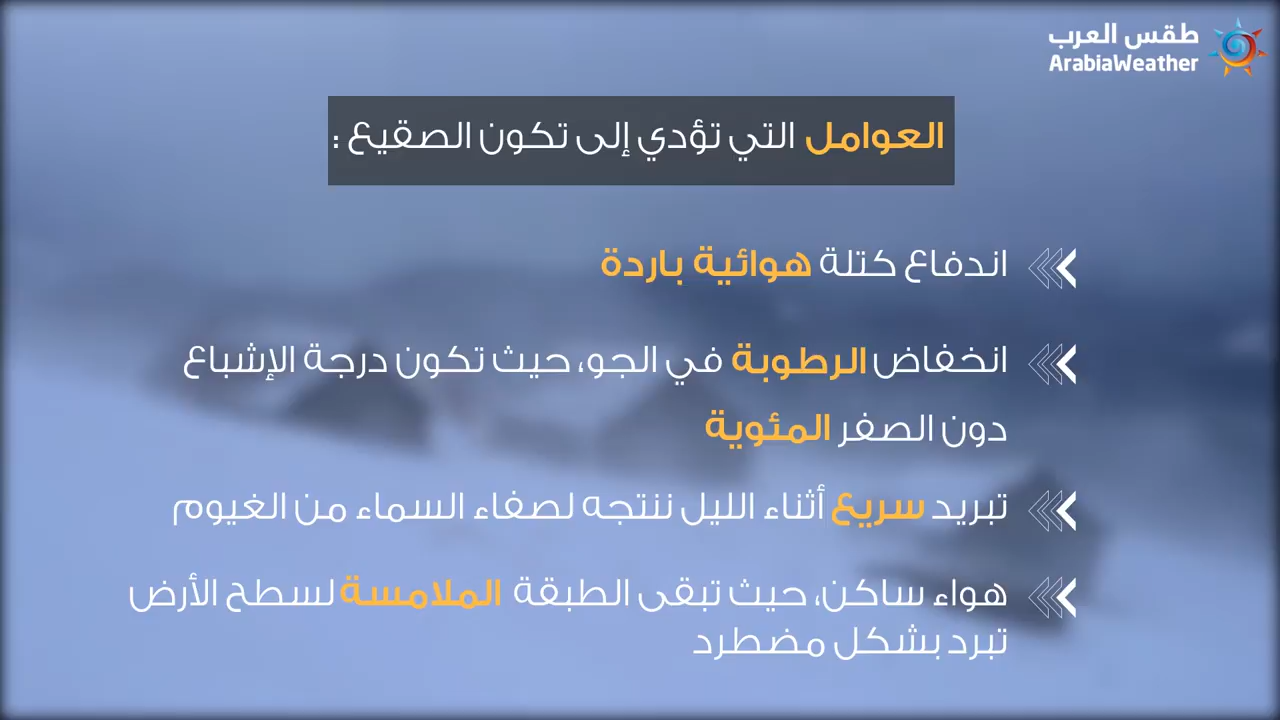 طقس العرب
ArabiaWeather
العوامل التي تؤدي إلى تكون الصقيع :
اندفاع كتلة هوائية باردة
انخفاض الرطوبة في الجو، حيث تكون درجة الإشباع
دون الصفر المئوية
تبريد سريع أثناء الليل ننتجه لصفاء السماء من الغيوم
هواء ساكن، حيث تبقى الطبقة الملامسة لسطح الأرض
تبرد بشكل مضطرد